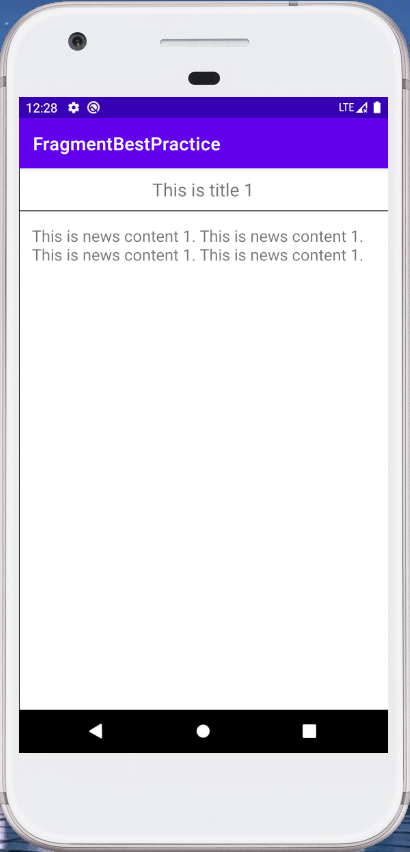 12:28 LTE
FragmentBestPractice
This is title 1
This is news content 1. This is news content 1.
This is news content 1. This is news content 1.